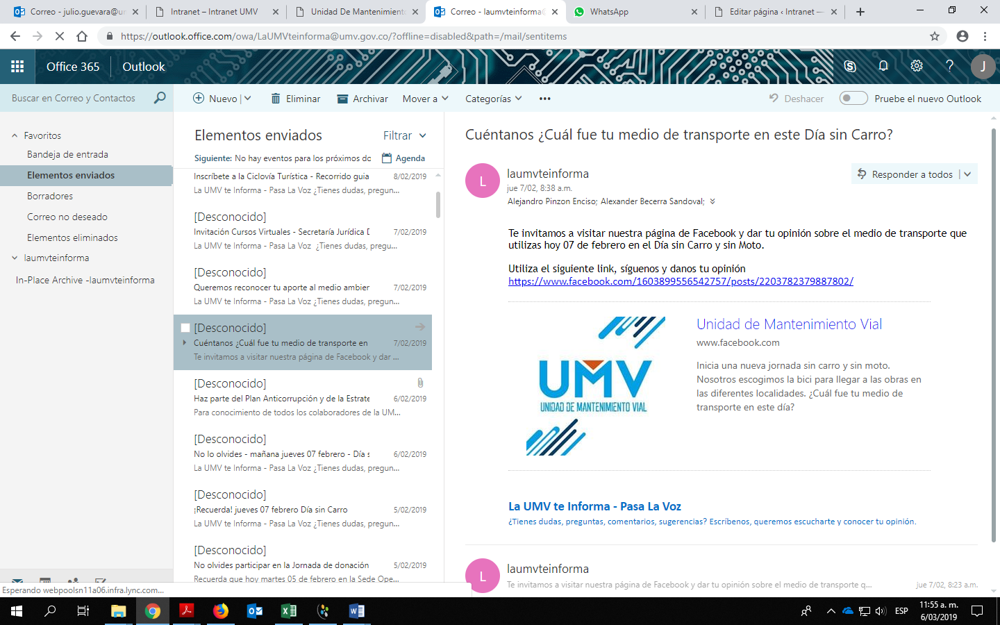 Correo - julio.guevara@un
Intranet – Intranet UMV
Unidad De Mantenimient
Correo - laumvteinforma@
WhatsApp
Editar página ‹ Intranet —
https://outlook.office.com/owa/LaUMVteinforma@umv.gov.co/?offline=disabled&path=/mail/sentitems
Office 365
Outlook
J
Buscar en Correo y Contactos
Nuevo
Eliminar
Archivar
Mover a
Categorías
Deshacer
Pruebe el nuevo Outlook
Favoritos
Bandeja de entrada
Elementos enviados
Borradores
Correo no deseado
Elementos eliminados
laumvteinforma
In-Place Archive -laumvteinforma
Elementos enviados
Filtrar
Siguiente: No hay eventos para los próximos do
Agenda
Inscríbete a la Ciclovía Turística - Recorrido guia
8/02/2019
La UMV te Informa - Pasa La Voz ¿Tienes dudas, pregun...
[Desconocido]
Invitación Cursos Virtuales - Secretaría Jurídica D
7/02/2019
La UMV te Informa - Pasa La Voz  ¿Tienes dudas, pregu...
[Desconocido]
Queremos reconocer tu aporte al medio ambier
7/02/2019
La UMV te Informa - Pasa La Voz ¿Tienes dudas, pregun...
[Desconocido]
Cuéntanos ¿Cuál fue tu medio de transporte en
7/02/2019
Te invitamos a visitar nuestra página de Facebook y dar ...
[Desconocido]
Haz parte del Plan Anticorrupción y de la Estrate
6/02/2019
Para conocimiento de todos los colaboradores de la UM...
[Desconocido]
No lo olvides - mañana jueves 07 febrero - Día s
6/02/2019
La UMV te Informa - Pasa La Voz ¿Tienes dudas, pregun...
[Desconocido]
¡Recuerda! jueves 07 febrero Día sin Carro
5/02/2019
La UMV te Informa - Pasa La Voz ¿Tienes dudas, pregun...
[Desconocido]
No olvides participar en la Jornada de donación
5/02/2019
Recuerda que hoy martes 05 de febrero en la Sede Ope...
Cuéntanos ¿Cuál fue tu medio de transporte en este Día sin Carro?
L
laumvteinforma
jue 7/02, 8:38 a.m.
Alejandro Pinzon Enciso; Alexander Becerra Sandoval;
Responder a todos
Te invitamos a visitar nuestra página de Facebook y dar tu opinión sobre el medio de transporte que
utilizas hoy 07 de febrero en el Día sin Carro y sin Moto.
Utiliza el siguiente link, síguenos y danos tu opinión
https://www.facebook.com/1603899556542757/posts/2203782379887802/
UMV
UNIDAD DE MANTENIMIENTO VIAL
Unidad de Mantenimiento Vial
www.facebook.com
Inicia una nueva jornada sin carro y sin moto.
Nosotros escogimos la bici para llegar a las obras en
las diferentes localidades. ¿Cuál fue tu medio de
transporte en este día?
La UMV te Informa - Pasa La Voz
¿Tienes dudas, preguntas, comentarios, sugerencias? Escríbenos, queremos escucharte y conocer tu opinión.
L
laumvteinforma
Te invitamos a visitar nuestra página de Facebook y dar tu opinión sobre el medio de transporte q...
jue 7/02, 8:23 a.m.
Esperando webpoolsn11a06.infra.lync.com...
ESP
11:55 a. m.
6/03/2019